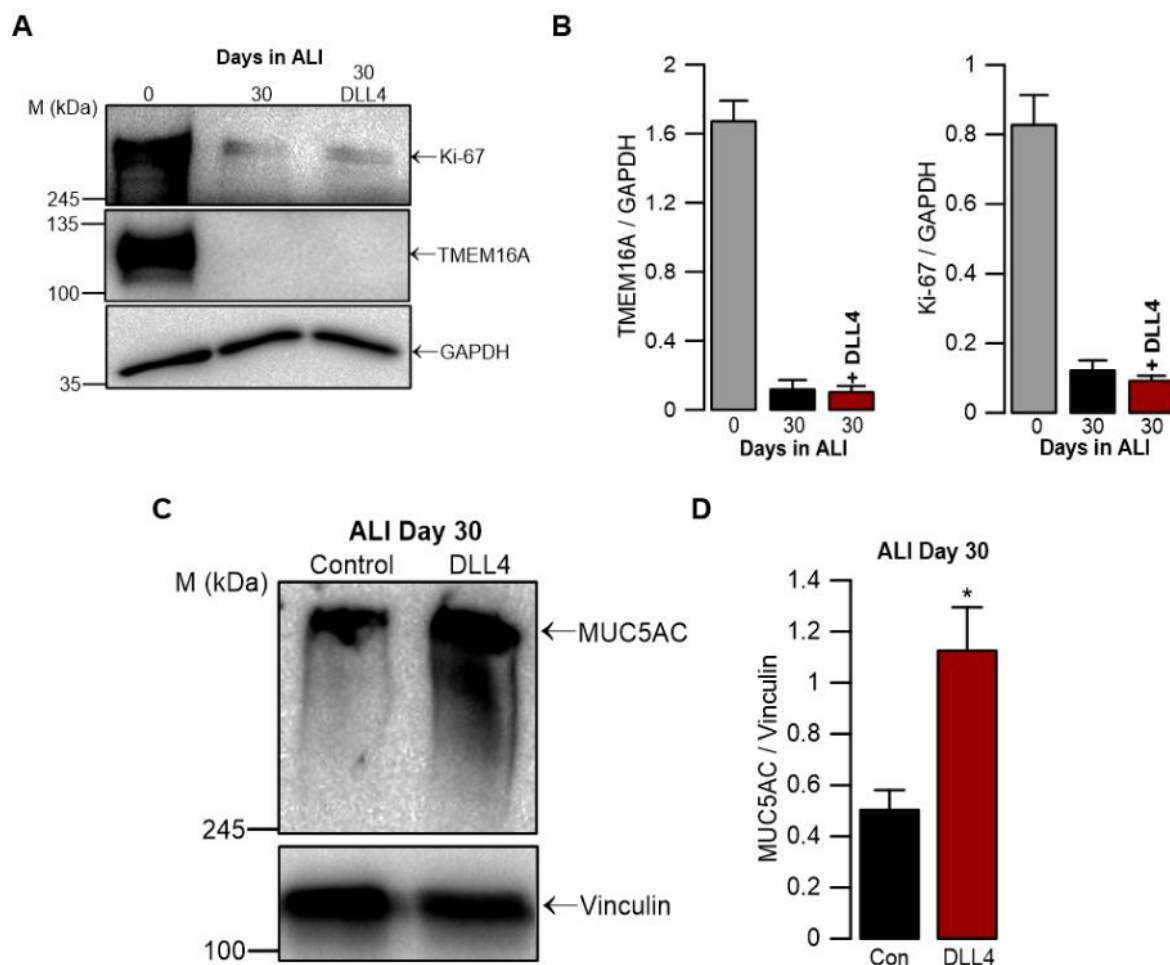 A
Days in ALI
M (kDa)
0
30
30
DLL4
←Ki-67
245
135
←TMEM16A
100
←GAPDH
35
B
TMEM16A / GAPDH
2
1.6
1.2
0.8
0.4
0
+ DLL4
0 30 30
Days in ALI
Ki-67 / GAPDH
1
0.8
0.6
0.4
0.2
0
+ DLL4
0 30 30
Days in ALI
C
ALI Day 30
Control DLL4
M (kDa)
←MUC5AC
245
←Vinculin
100
D
ALI Day 30
MUC5AC / Vinculin
1.4
1.2
1
0.8
0.6
0.4
0.2
0
*
Con DLL4